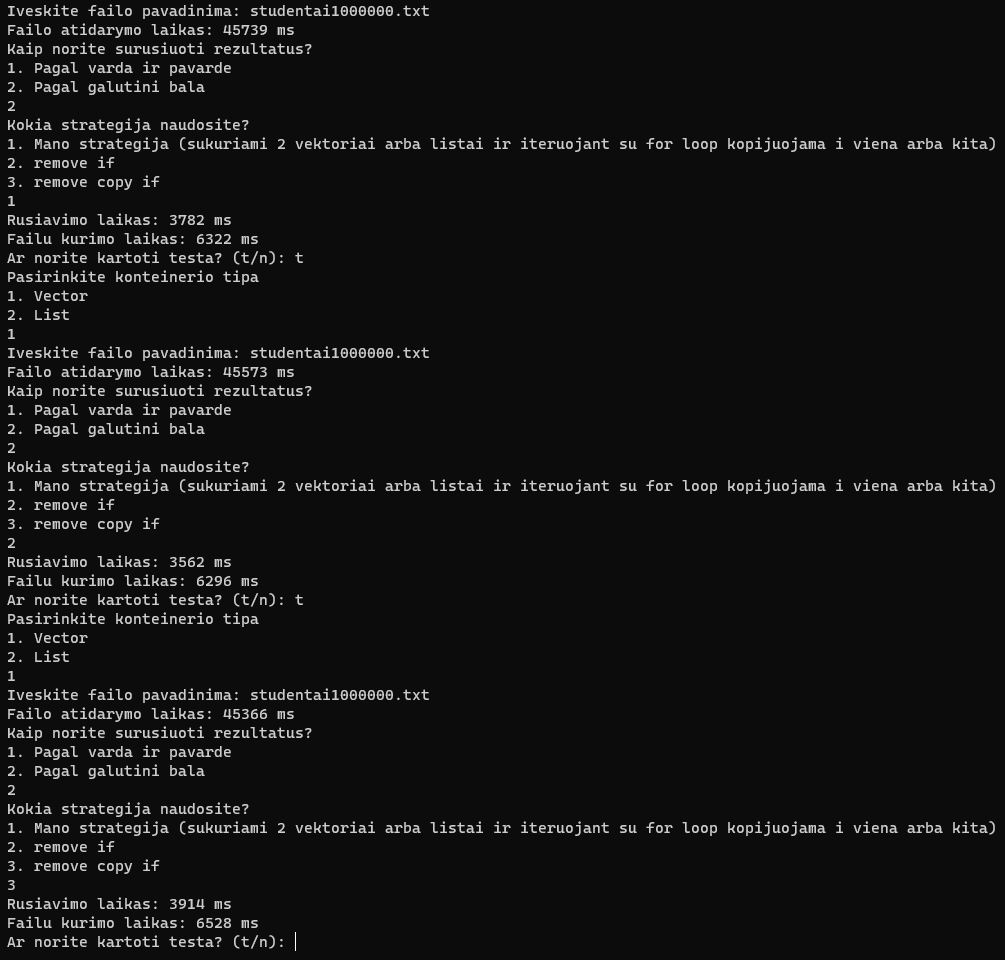 Iveskite failo pavadinima: studentai1000000.txt
Failo atidarymo laikas: 45739 ms
Kaip norite surusiuoti rezultatus?
1. Pagal varda ir pavarde
2. Pagal galutini bala
2
Kokia strategija naudosite?
1. Mano strategija (sukuriami 2 vektoriai arba listai ir iteruojant su for loop kopijuojama i viena arba kita)
2. remove if
3. remove copy if
1
Rusiavimo laikas: 3782 ms
Failu kurimo laikas: 6322 ms
Ar norite kartoti testa? (t/n): t
Pasirinkite konteinerio tipa
1. Vector
2. List
1
Iveskite failo pavadinima: studentai1000000.txt
Failo atidarymo laikas: 45573 ms
Kaip norite surusiuoti rezultatus?
1. Pagal varda ir pavarde
2. Pagal galutini bala
2
Kokia strategija naudosite?
1. Mano strategija (sukuriami 2 vektoriai arba listai ir iteruojant su for loop kopijuojama i viena arba kita)
2. remove if
3. remove copy if
2
Rusiavimo laikas: 3562 ms
Failu kurimo laikas: 6296 ms
Ar norite kartoti testa? (t/n): t
Pasirinkite konteinerio tipa
1. Vector
2. List
1
Iveskite failo pavadinima: studentai1000000.txt
Failo atidarymo laikas: 45366 ms
Kaip norite surusiuoti rezultatus?
1. Pagal varda ir pavarde
2. Pagal galutini bala
2
Kokia strategija naudosite?
1. Mano strategija (sukuriami 2 vektoriai arba listai ir iteruojant su for loop kopijuojama i viena arba kita)
2. remove if
3. remove copy if
3
Rusiavimo laikas: 3914 ms
Failu kurimo laikas: 6528 ms
Ar norite kartoti testa? (t/n):